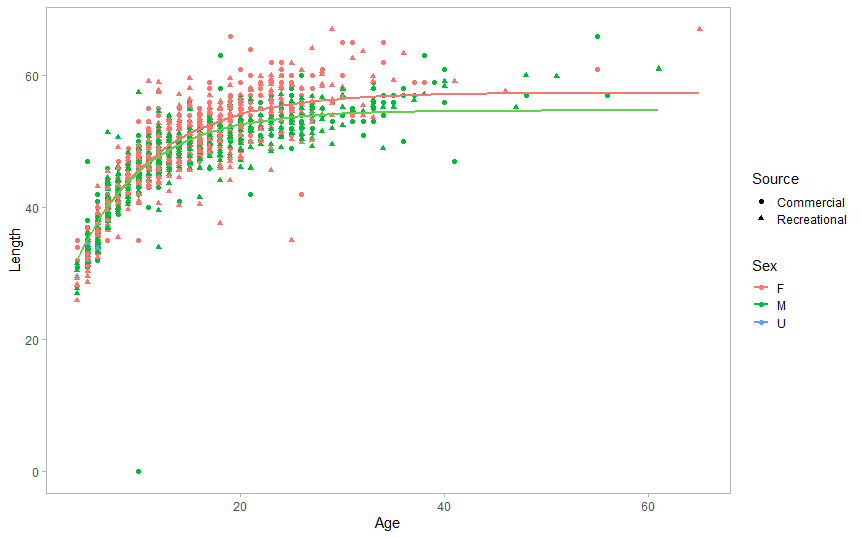 60
40
20
0
Length
20 40 60
Age
Source
Commercial
Recreational
Sex
F
M
U